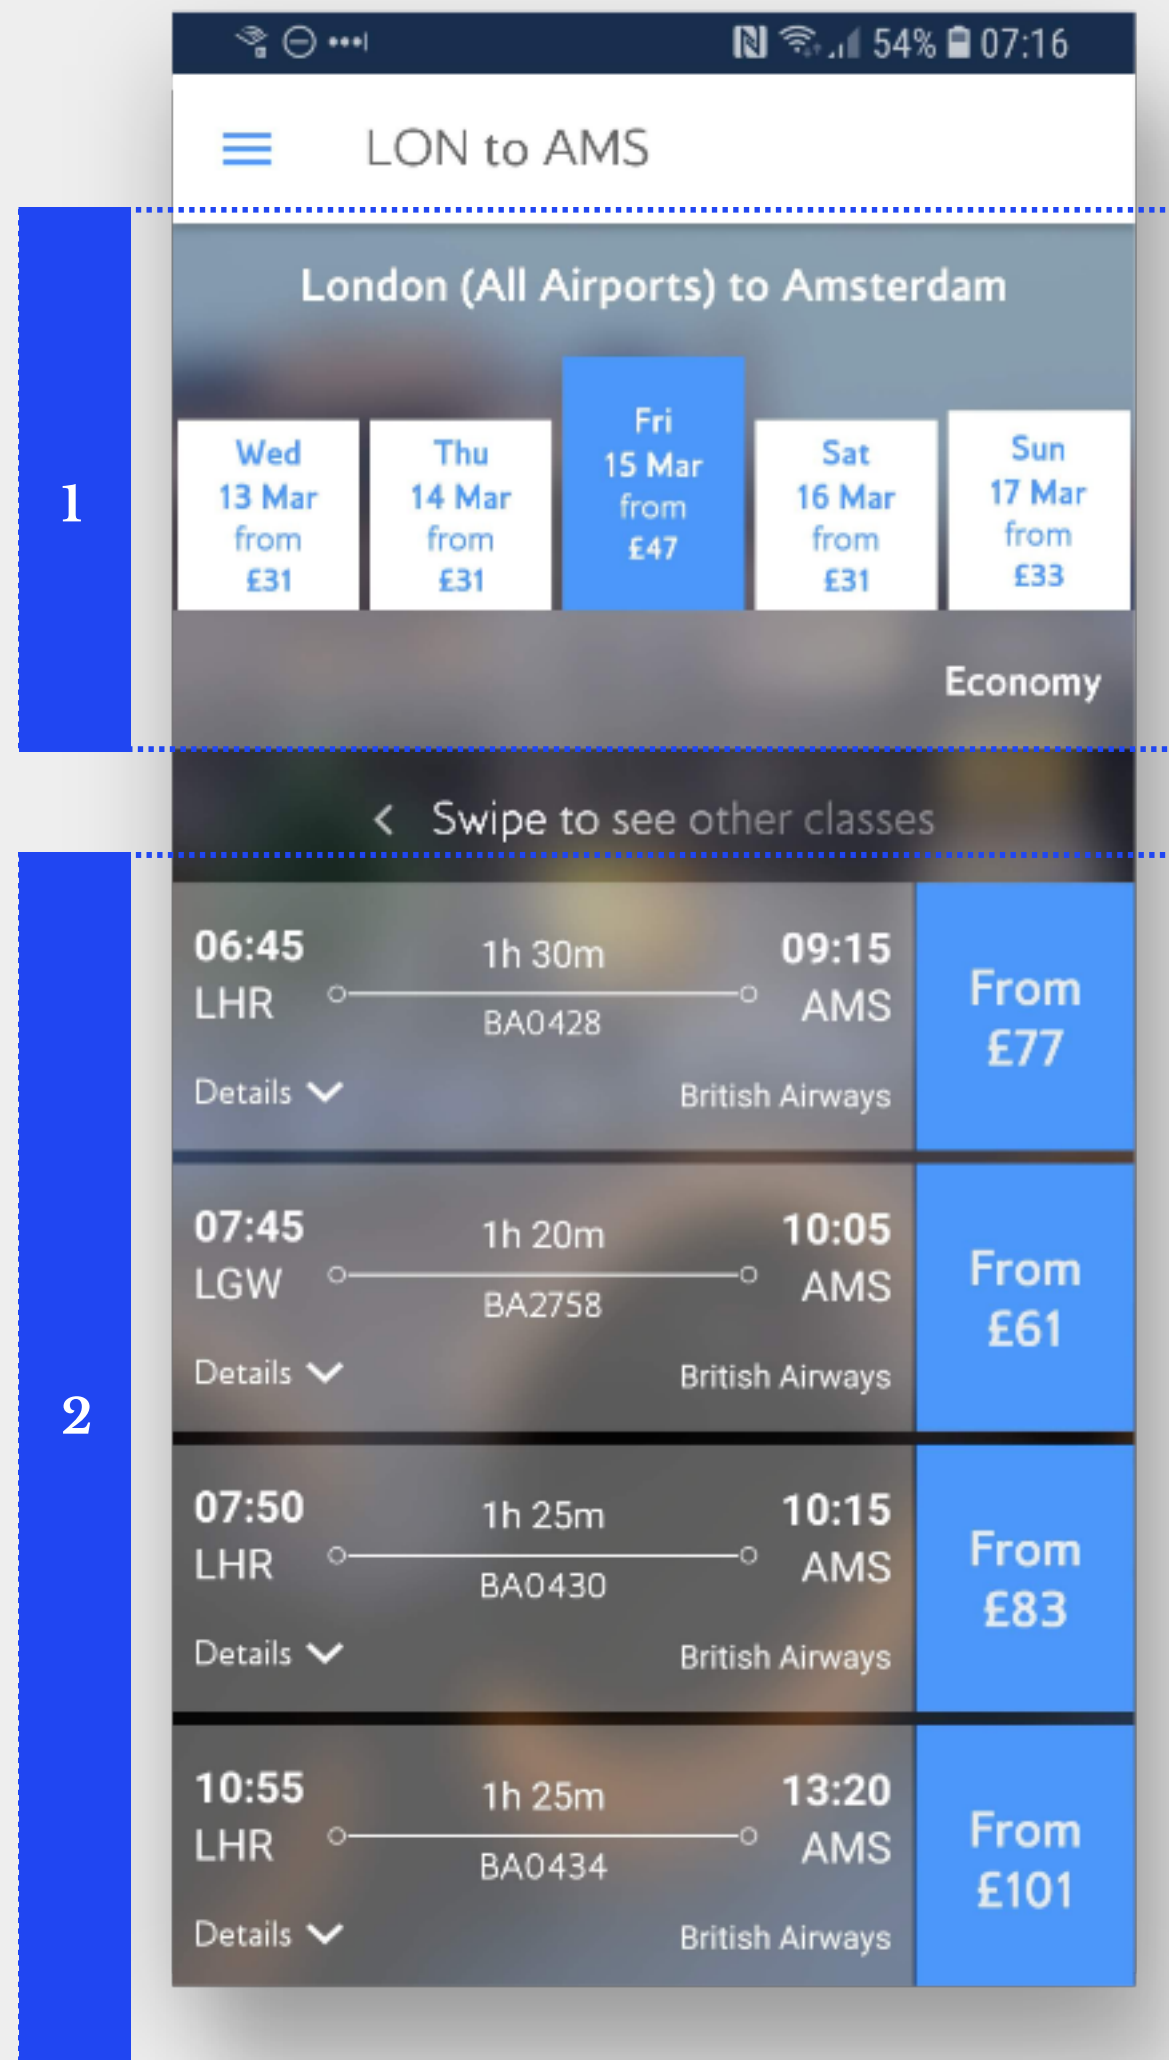 54% 07:16
LON to AMS
London (All Airports) to Amsterdam
1
Wed
13 Mar
from
£31
Thu
14 Mar
from
£31
Fri
15 Mar
from
£47
Sat
16 Mar
from
£31
Sun
17 Mar
from
£33
Economy
< Swipe to see other classes
2
06:45
LHR
1h 30m
BA0428
09:15
AMS
Details
British Airways
From
£77
07:45
LGW
1h 20m
BA2758
10:05
AMS
Details
British Airways
From
£61
07:50
LHR
1h 25m
BA0430
10:15
AMS
Details
British Airways
From
£83
10:55
LHR
1h 25m
BA0434
13:20
AMS
Details
British Airways
From
£101